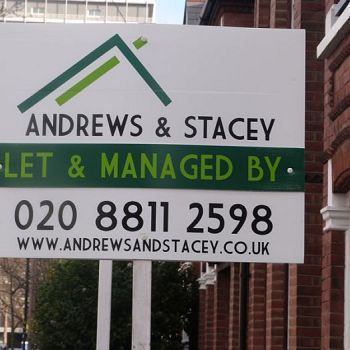 ANDREWS & STACEY
LET & MANAGED BY
020 8811 2598
WWW.ANDREWSANDSTACEY.CO.UK